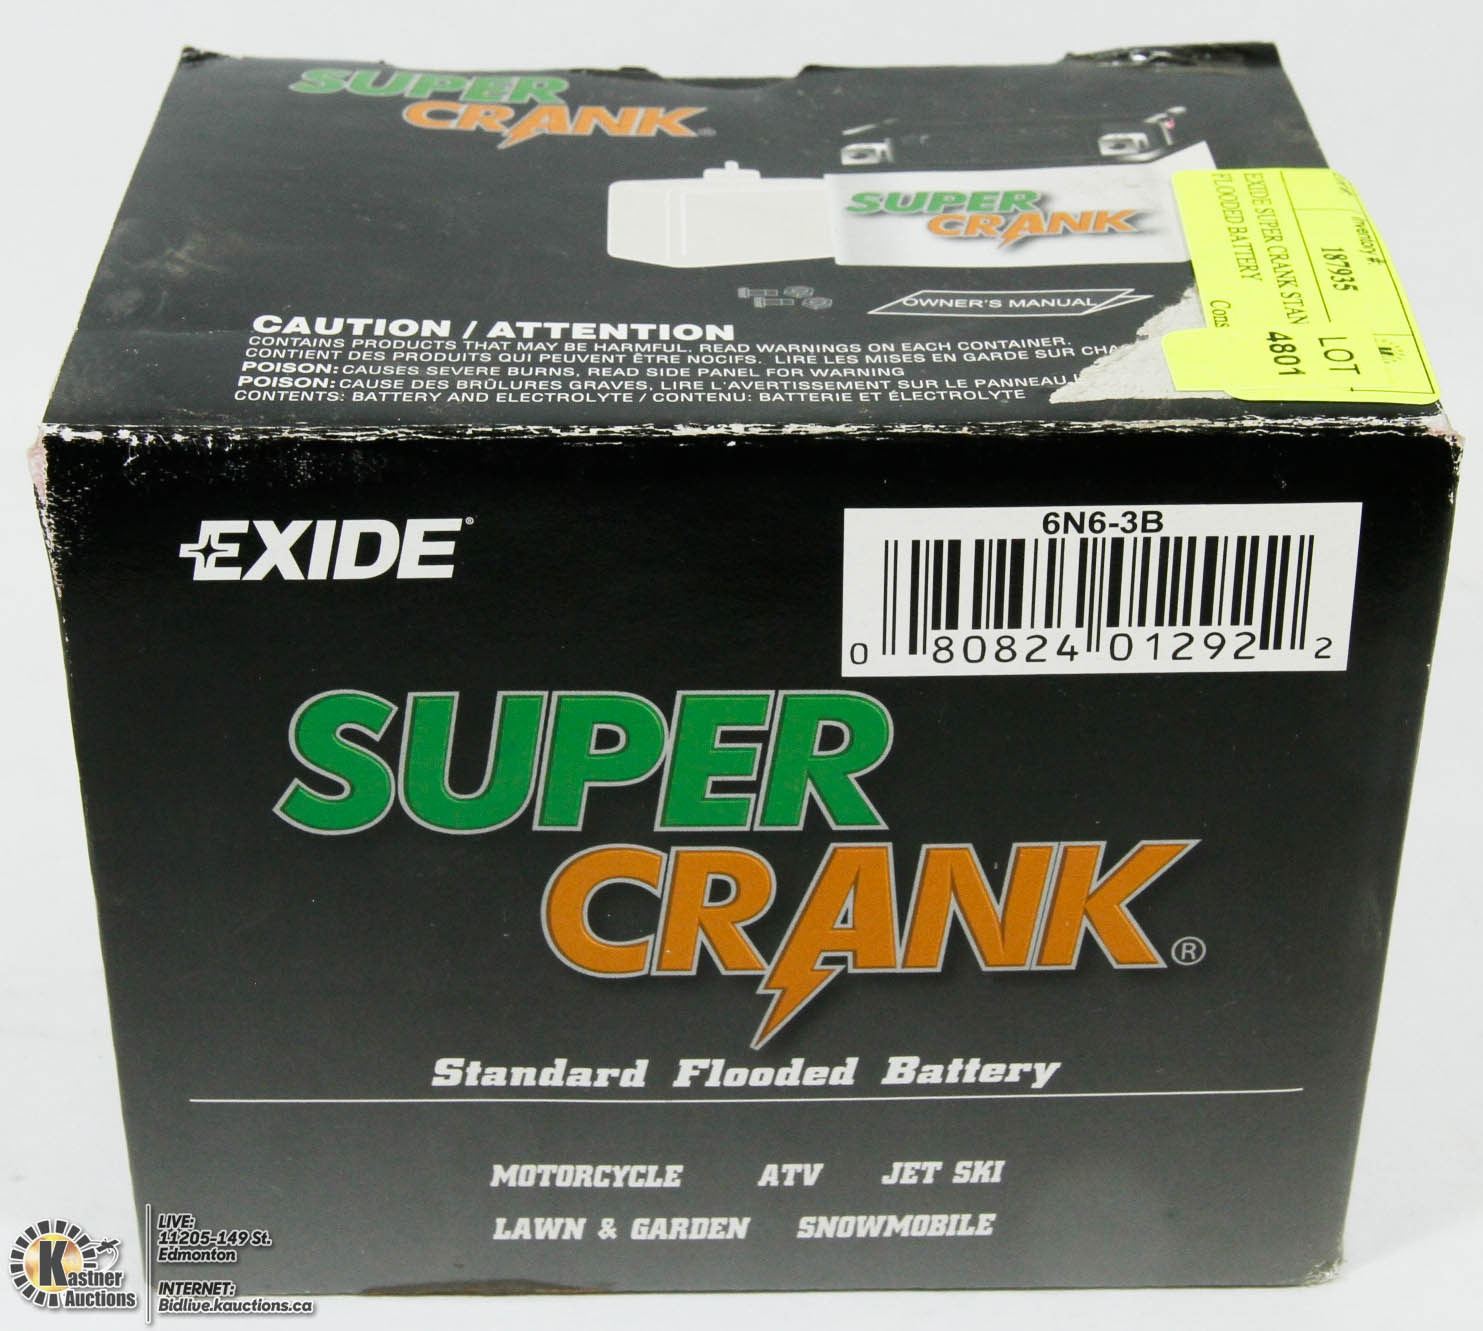 SUPER
CRANK
SUPER
CRANK
OWNER'S MANUAL
CAUTION / ATTENTION
CONTAINS PRODUCTS THAT MAY BE HARMFUL, READ WARNINGS ON EACH CONTAINER.
CONTIENT DES PRODUITS QUI PEUVENT ÊTRE NOCIFS. LIRE LES MISES EN GARDE SUR CHA
POISON: CAUSES SEVERE BURNS, READ SIDE PANEL FOR WARNING
POISON: CAUSE DES BRÛLURES GRAVES, LIRE L'AVERTISSEMENT SUR LE PANNEAU
CONTENTS: BATTERY AND ELECTROLYTE / CONTENU: BATTERIE ET ÉLECTROLYTE
Inventory #
187935
LOT
4801
EXIDE SUPER CRANK STAN
FLOODED BATTERY
Cons
EXIDE®
6N6-3B
0 80824 01292 2
SUPER
CRANK®
Standard Flooded Battery
MOTORCYCLE ATV JET SKI
LAWN & GARDEN SNOWMOBILE
Kastner
Auctions
LIVE:
11205-149 St.
Edmonton
INTERNET:
Bidlive.kauctions.ca